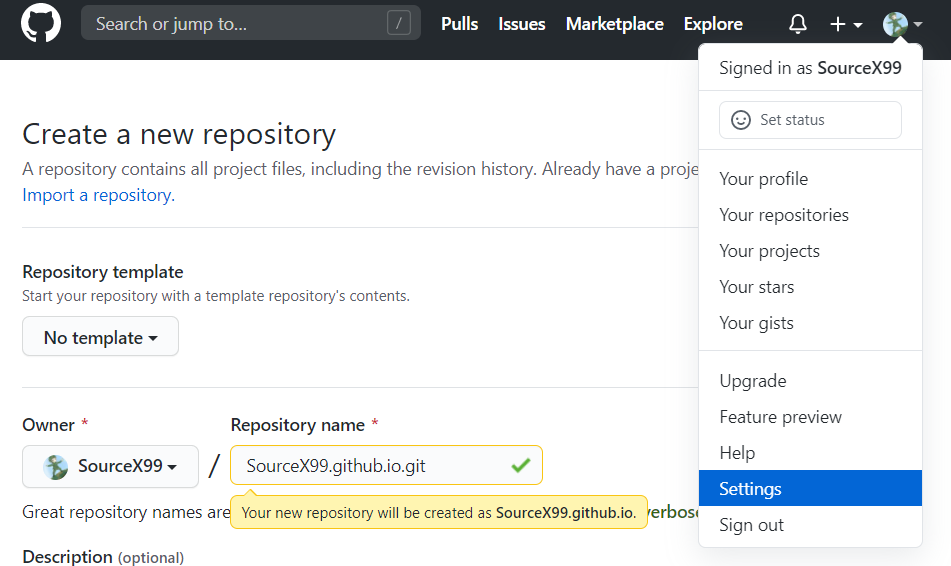 Search or jump to...
/
Pulls
Issues
Marketplace
Explore
Signed in as SourceX99
Set status
Your profile
Your repositories
Your projects
Your stars
Your gists
Upgrade
Feature preview
Help
Settings
Sign out
Create a new repository
A repository contains all project files, including the revision history. Already have a proje
Import a repository.
Repository template
Start your repository with a template repository's contents.
No template
Owner *
Repository name *
SourceX99
/
SourceX99.github.io.git
Great repository names are
verbose
Your new repository will be created as SourceX99.github.io.
Description (optional)